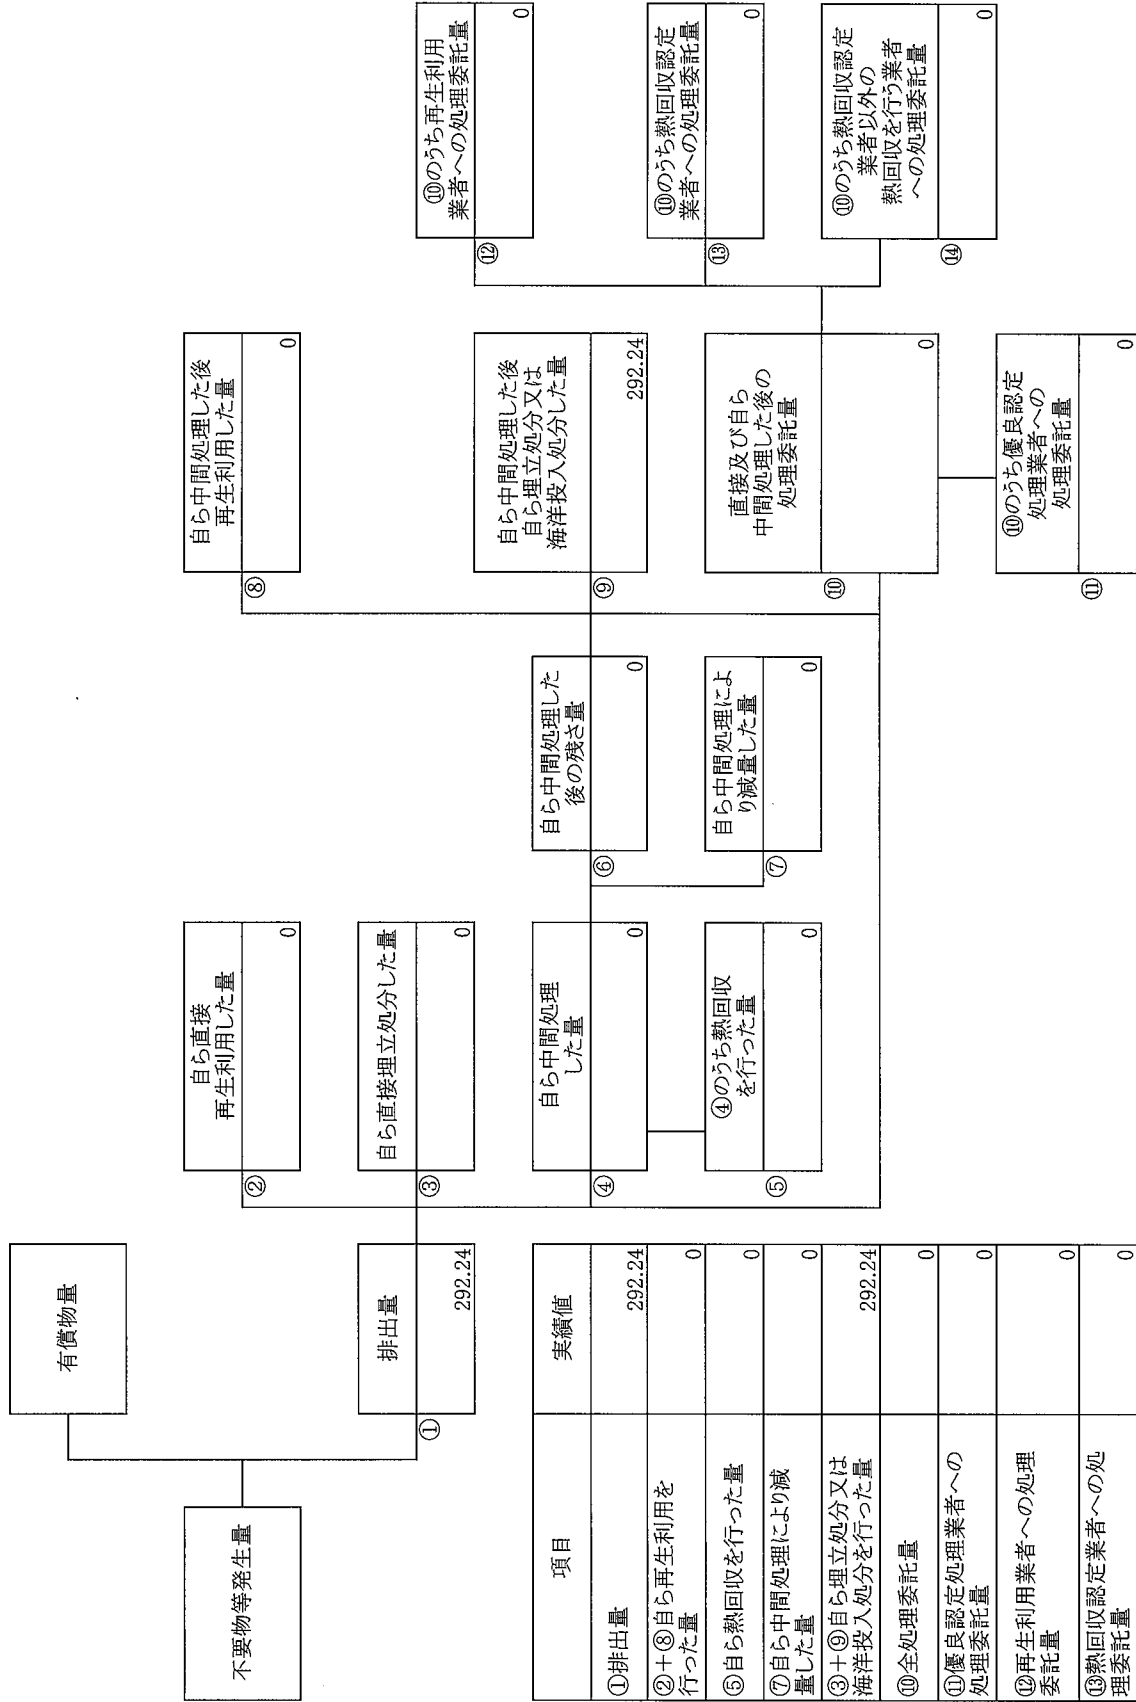 不要物等発生量
有償物量
①
排出量
292.24
②
自ら直接
再生利用した量
0
③
自ら直接埋立処分した量
0
④
自ら中間処理
した量
0
⑤
④のうち熱回収
を行った量
0
⑥
自ら中間処理した
後の残さ量
0
⑦
自ら中間処理によ
り減量した量
0
⑧
自ら中間処理した後
再生利用した量
0
⑨
自ら中間処理した後
自ら埋立処分又は
海洋投入処分した量
292.24
⑩
直接及び自ら
中間処理した後の
処理委託量
0
⑪
⑩のうち優良認定
処理業者への
処理委託量
0
⑫
⑩のうち再生利用
業者への処理委託量
0
⑬
⑩のうち熱回収認定
業者への処理委託量
0
⑭
⑩のうち熱回収認定
業者以外の
熱回収を行う業者
への処理委託量
0
項目
実績値
①排出量
292.24
②+⑧自ら再生利用を
行った量
0
⑤自ら熱回収を行った量
0
⑦自ら中間処理により減
量した量
0
③+⑨自ら埋立処分又は
海洋投入処分を行った量
292.24
⑩全処理委託量
0
⑪優良認定処理業者への
処理委託量
0
⑫再生利用業者への処理
委託量
0
⑬熱回収認定業者への処
理委託量
0